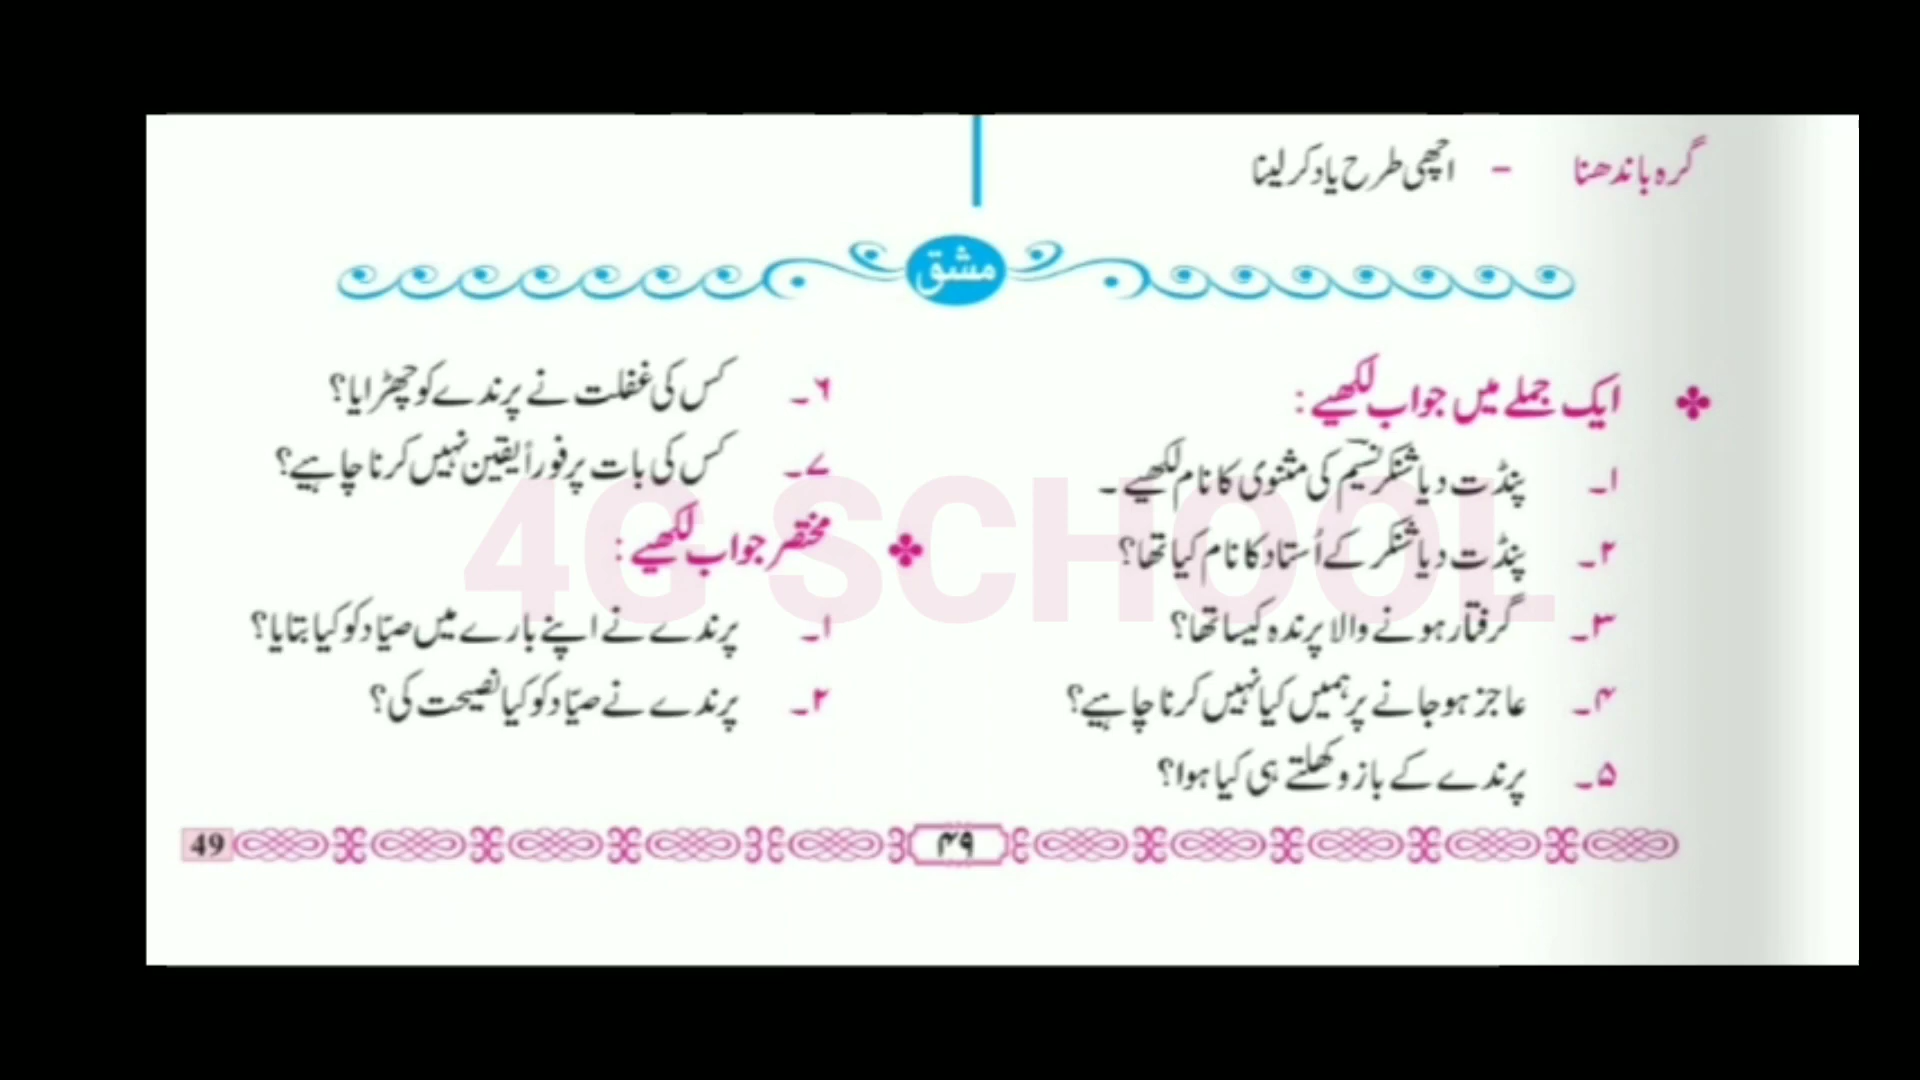 گرہ باندھنا - اچھی طرح یاد کر لینا
مشق
ایک جملے میں جواب لکھیے :
۱۔ پنڈت دیا شنکر نسیم کی مثنوی کا نام لکھیے ۔
۲۔ پنڈت دیا شنکر کے اُستاد کا نام کیا تھا؟
۳۔ گرفتار ہونے والا پرندہ کیسا تھا؟
۴۔ عاجز ہو جانے پر ہمیں کیا نہیں کرنا چاہیے؟
۵۔ پرندے کے بازو کھلتے ہی کیا ہوا؟
۶۔ کس کی غفلت نے پرندے کو چھڑایا؟
۷۔ کس کی بات پر فوراً یقین نہیں کرنا چاہیے؟
مختصر جواب لکھیے :
۱۔ پرندے نے اپنے بارے میں صیّاد کو کیا بتایا؟
۲۔ پرندے نے صیّاد کو کیا نصیحت کی؟
49
۴۹
4G SCHOOL